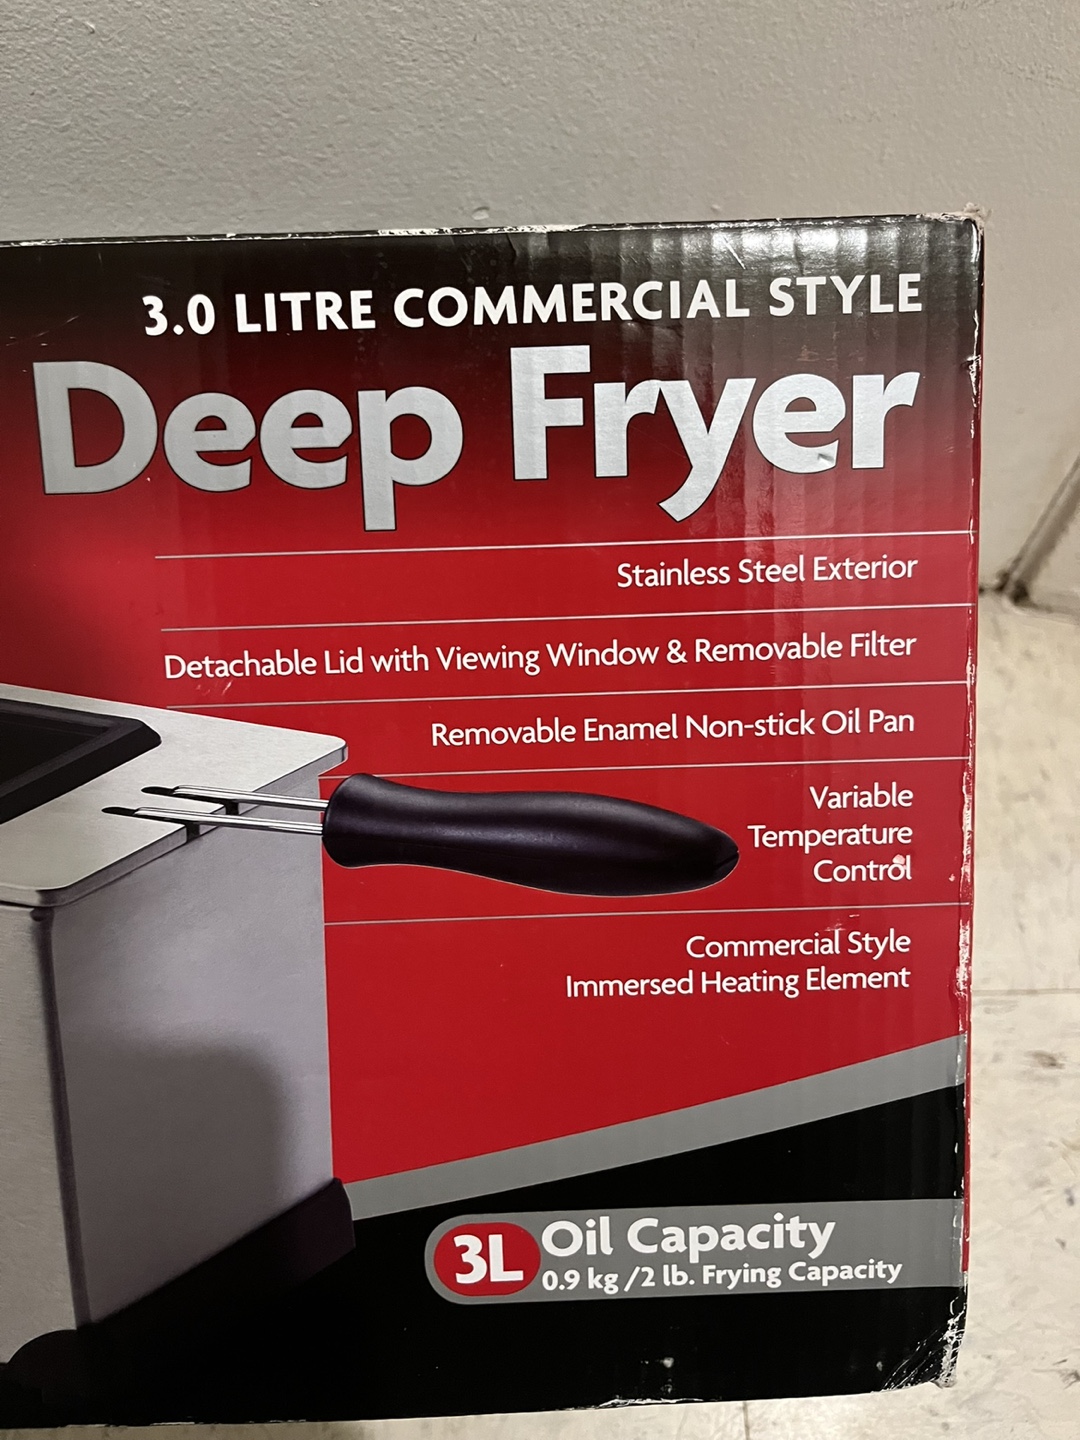 3.0 LITRE COMMERCIAL STYLE
Deep Fryer
Stainless Steel Exterior
Detachable Lid with Viewing Window & Removable Filter
Removable Enamel Non-stick Oil Pan
Variable
Temperature
Control
Commercial Style
Immersed Heating Element
3L Oil Capacity
0.9 kg /2 lb. Frying Capacity